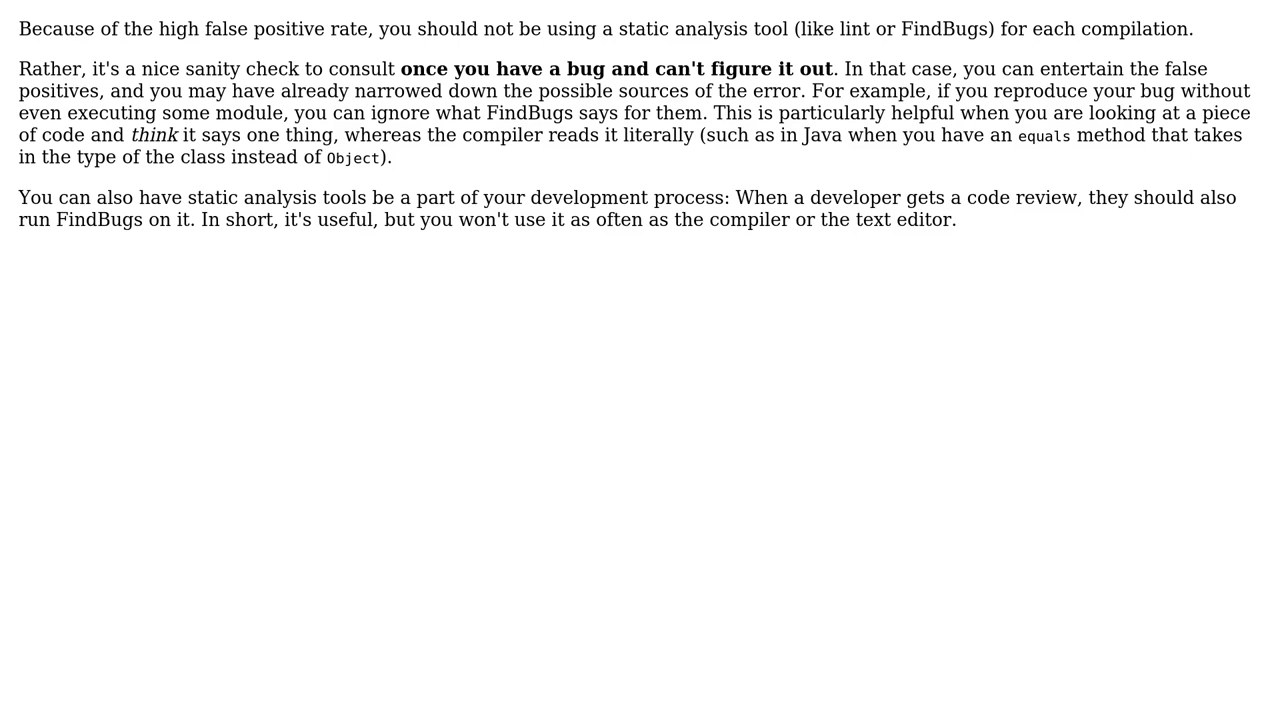 Because of the high false positive rate, you should not be using a static analysis tool (like lint or FindBugs) for each compilation.
Rather, it's a nice sanity check to consult once you have a bug and can't figure it out. In that case, you can entertain the false
positives, and you may have already narrowed down the possible sources of the error. For example, if you reproduce your bug without
even executing some module, you can ignore what FindBugs says for them. This is particularly helpful when you are looking at a piece
of code and think it says one thing, whereas the compiler reads it literally (such as in Java when you have an equals method that takes
in the type of the class instead of Object).
You can also have static analysis tools be a part of your development process: When a developer gets a code review, they should also
run FindBugs on it. In short, it's useful, but you won't use it as often as the compiler or the text editor.